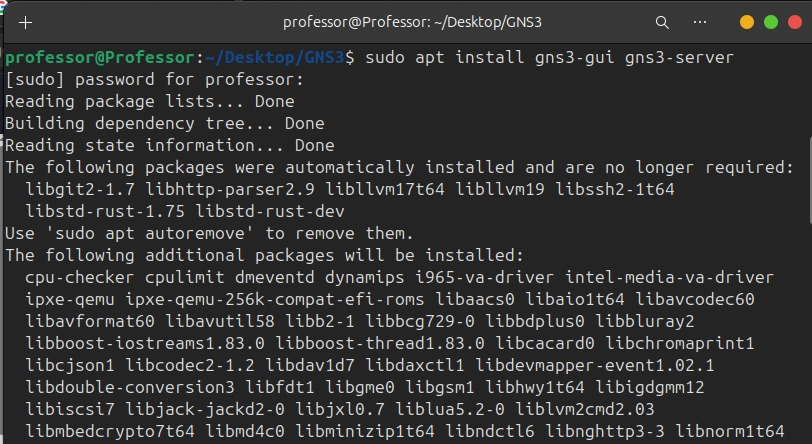 professor@Professor: ~/Desktop/GNS3
professor@Professor:~/Desktop/GNS3$ sudo apt install gns3-gui gns3-server
[sudo] password for professor:
Reading package lists... Done
Building dependency tree... Done
Reading state information... Done
The following packages were automatically installed and are no longer required:
  libgit2-1.7 libhttp-parser2.9 libllvm17t64 libllvm19 libssh2-1t64
  libstd-rust-1.75 libstd-rust-dev
Use 'sudo apt autoremove' to remove them.
The following additional packages will be installed:
  cpu-checker cpulimit dmeventd dynamips i965-va-driver intel-media-va-driver
  ipxe-qemu ipxe-qemu-256k-compat-efi-roms libaacs0 libaio1t64 libavcodec60
  libavformat60 libavutil58 libb2-1 libbcg729-0 libbdplus0 libbluray2
  libboost-iostreams1.83.0 libboost-thread1.83.0 libcacard0 libchromaprint1
  libcjson1 libcodec2-1.2 libdav1d7 libdaxctl1 libdevmapper-event1.02.1
  libdouble-conversion3 libfdt1 libgme0 libgsm1 libhwy1t64 libigdgmm12
  libiscsi7 libjack-jackd2-0 libjxl0.7 liblua5.2-0 liblvm2cmd2.03
  libmbedcrypto7t64 libmd4c0 libminizip1t64 libndctl6 libnghttp3-3 libnorm1t64